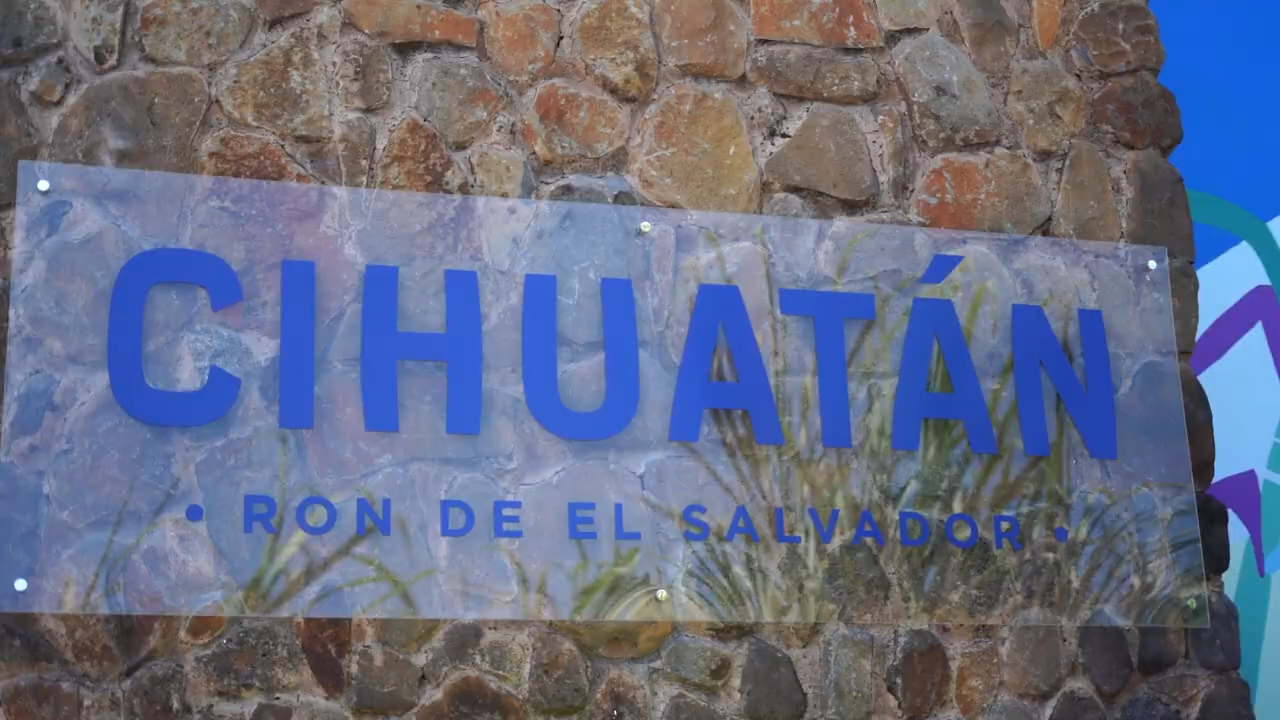 CIHUATÁN
• RON DE EL SALVADOR •